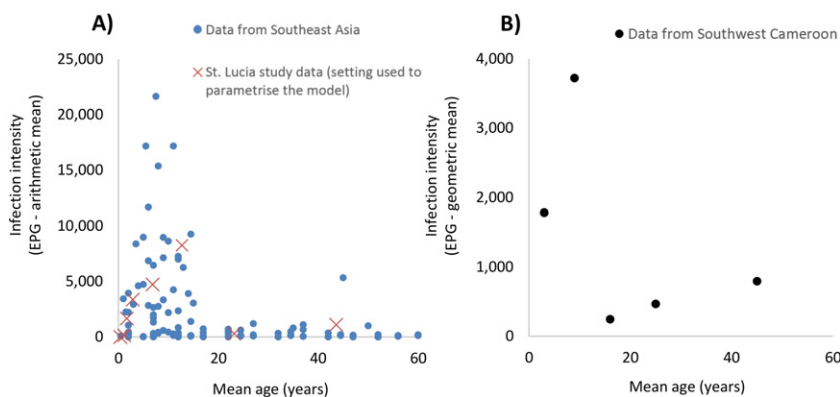 A)
Data from Southeast Asia
St. Lucia study data (setting used to
parametrise the model)
25,000
20,000
15,000
10,000
5,000
0
Infection intensity
(EPG - arithmetic mean)
0
20
40
60
Mean age (years)
B)
Data from Southwest Cameroon
4,000
3,000
2,000
1,000
0
Infection intensity
(EPG - geometric mean)
0
20
40
60
Mean age (years)